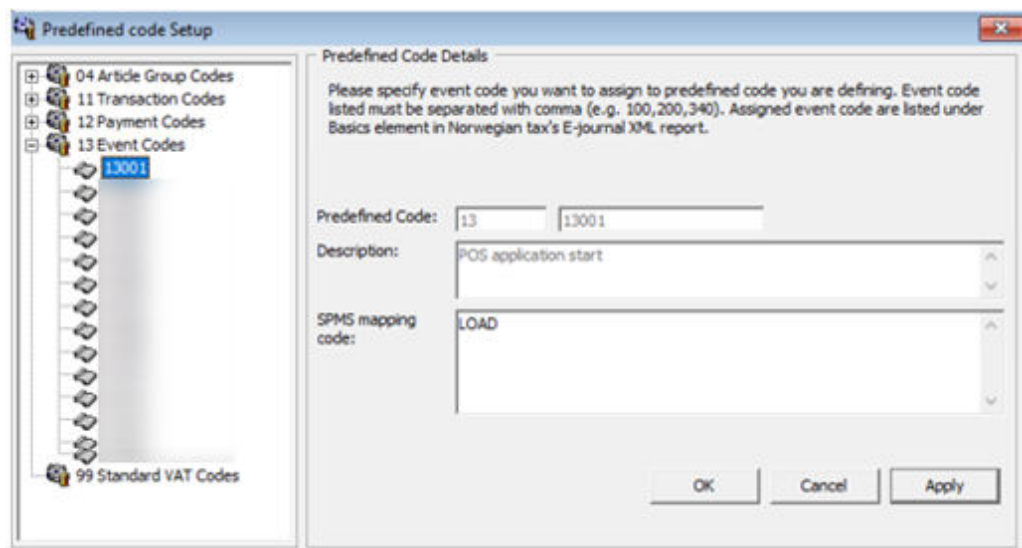 Predefined code Setup
04 Article Group Codes
11 Transaction Codes
12 Payment Codes
13 Event Codes
13001
99 Standard VAT Codes
Predefined Code Details
Please specify event code you want to assign to predefined code you are defining. Event code
listed must be separated with comma (e.g. 100,200,340). Assigned event code are listed under
Basics element in Norwegian tax's E-journal XML report.
Predefined Code:
13
13001
Description:
POS application start
SPMS mapping
code:
LOAD
OK
Cancel
Apply